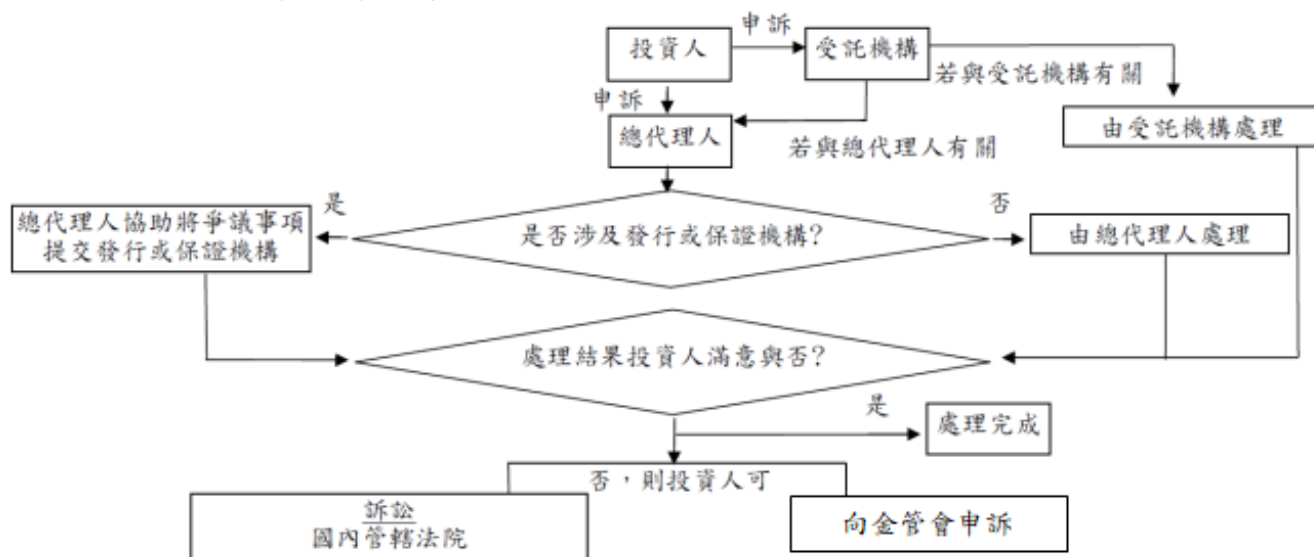 申訴
投資人
受託機構
若與受託機構有關
申訴
總代理人
若與總代理人有關
由受託機構處理
是
否
總代理人協助將爭議事項
提交發行或保證機構
是否涉及發行或保證機構?
由總代理人處理
處理結果投資人滿意與否?
是
處理完成
否，則投資人可
訴訟
國內管轄法院
向金管會申訴